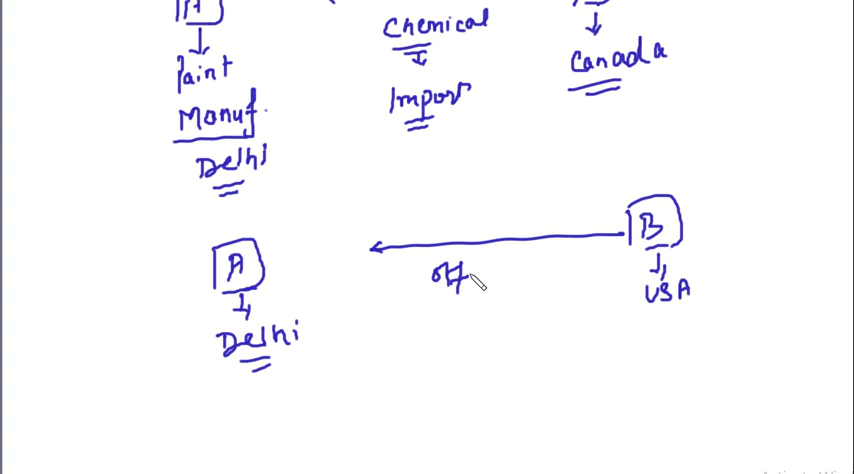 A
Paint
Manuf.
Delhi
Chemical
Import
Canada
A
Delhi
B
USA